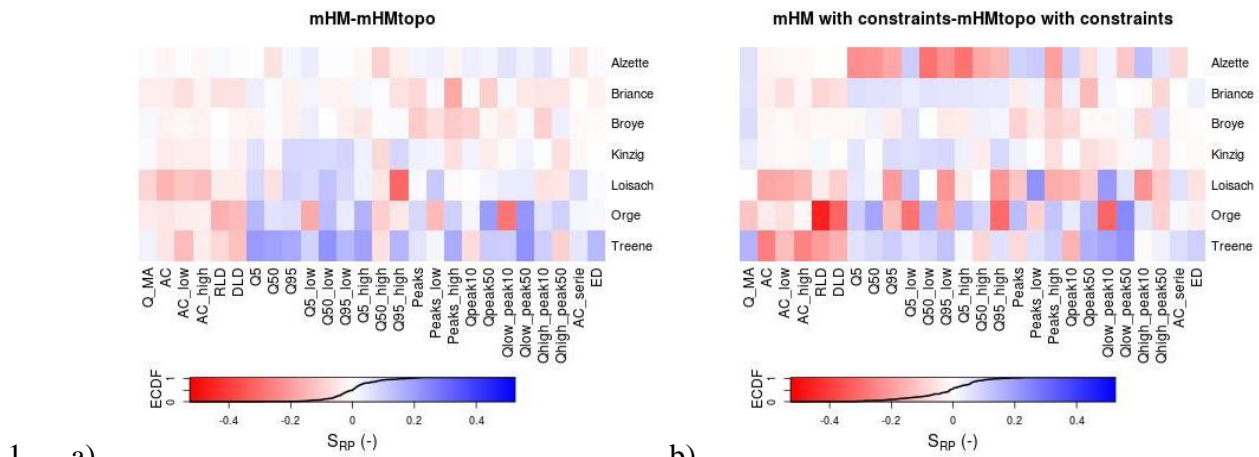 mHM-mHMtopo
Alzette
Briance
Broye
Kinzig
Loisach
Orge
Treene
Q_MA
AC
AC_low
AC_high
RLD
DLD
Q5
Q50
Q95
Q5_low
Q50_low
Q95_low
Q5_high
Q50_high
Q95_high
Peaks
Peaks_low
Peaks_high
Qpeak10
Qpeak50
Qlow_peak10
Qlow_peak50
Qhigh_peak10
Qhigh_peak50
AC_serie
ED
ECDF
0 1
-0.4 -0.2 0 0.2 0.4
SRP (-)
mHM with constraints-mHMtopo with constraints
Alzette
Briance
Broye
Kinzig
Loisach
Orge
Treene
Q_MA
AC
AC_low
AC_high
RLD
DLD
Q5
Q50
Q95
Q5_low
Q50_low
Q95_low
Q5_high
Q50_high
Q95_high
Peaks
Peaks_low
Peaks_high
Qpeak10
Qpeak50
Qlow_peak10
Qlow_peak50
Qhigh_peak10
Qhigh_peak50
AC_serie
ED
ECDF
0 1
-0.4 -0.2 0 0.2 0.4
SRP (-)
1 a) b)